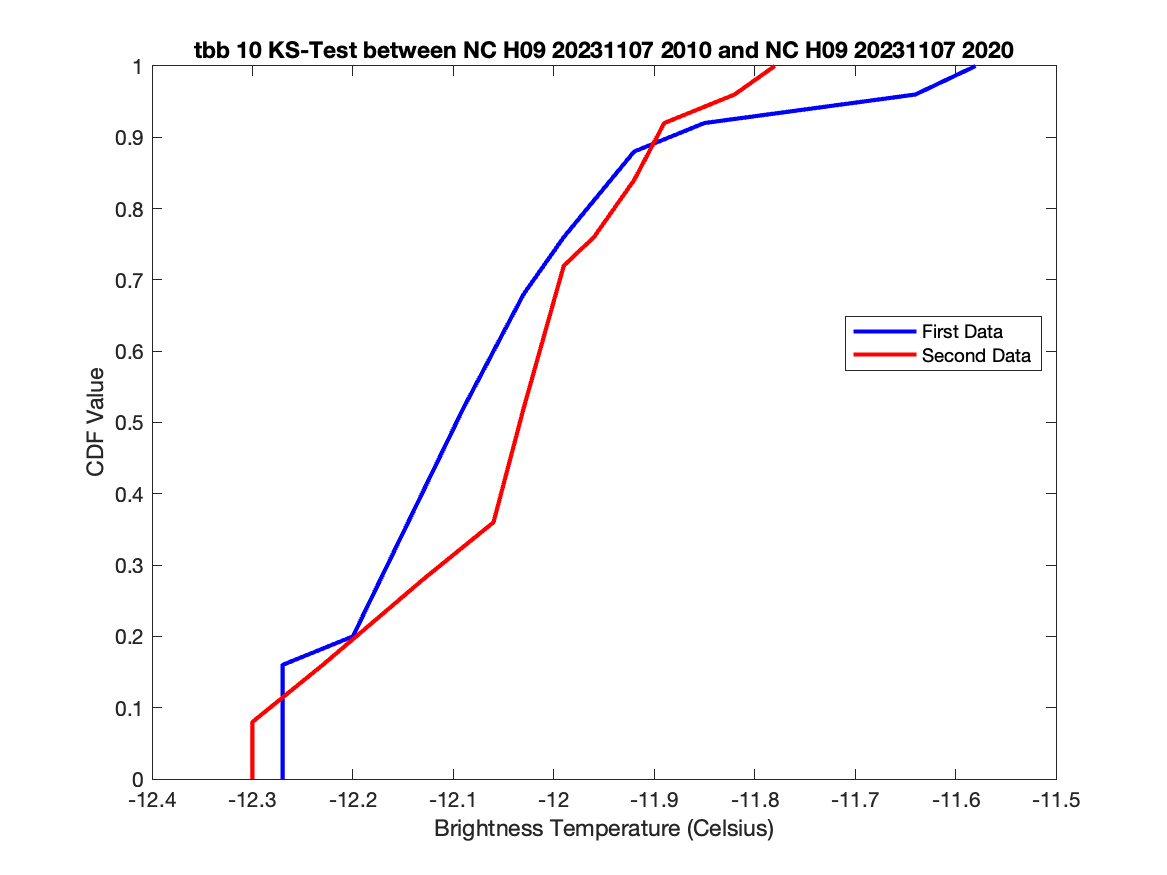 tbb 10 KS-Test between NC H09 20231107 2010 and NC H09 20231107 2020
1
0.9
0.8
0.7
0.6
0.5
0.4
0.3
0.2
0.1
0
CDF Value
First Data
Second Data
-12.4 -12.3 -12.2 -12.1 -12 -11.9 -11.8 -11.7 -11.6 -11.5
Brightness Temperature (Celsius)